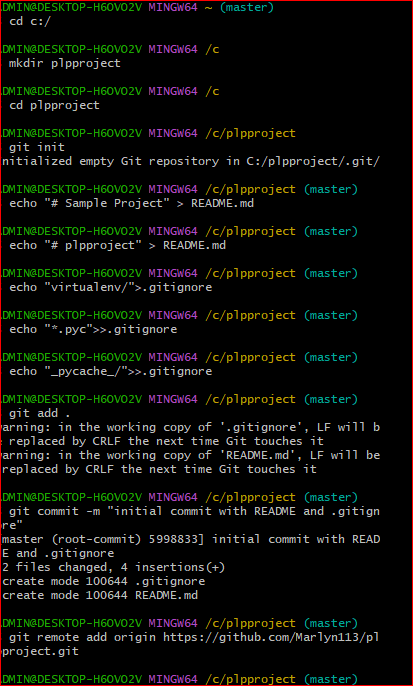 DMIN@DESKTOP-H6OVO2V MINGW64 ~ (master)
cd c:/
DMIN@DESKTOP-H6OVO2V MINGW64 /c
mkdir plpproject
DMIN@DESKTOP-H6OVO2V MINGW64 /c
cd plpproject
DMIN@DESKTOP-H6OVO2V MINGW64 /c/plpproject
git init
nitialized empty Git repository in C:/plpproject/.git/
DMIN@DESKTOP-H6OVO2V MINGW64 /c/plpproject (master)
echo "# Sample Project" > README.md
DMIN@DESKTOP-H6OVO2V MINGW64 /c/plpproject (master)
echo "# plpproject" > README.md
DMIN@DESKTOP-H6OVO2V MINGW64 /c/plpproject (master)
echo "virtualenv/">.gitignore
DMIN@DESKTOP-H6OVO2V MINGW64 /c/plpproject (master)
echo "*.pyc">>.gitignore
DMIN@DESKTOP-H6OVO2V MINGW64 /c/plpproject (master)
echo "_pycache_/">>.gitignore
DMIN@DESKTOP-H6OVO2V MINGW64 /c/plpproject (master)
git add .
arning: in the working copy of '.gitignore', LF will b
replaced by CRLF the next time Git touches it
arning: in the working copy of 'README.md', LF will be
replaced by CRLF the next time Git touches it
DMIN@DESKTOP-H6OVO2V MINGW64 /c/plpproject (master)
git commit -m "initial commit with README and .gitign
re"
master (root-commit) 5998833] initial commit with READ
E and .gitignore
2 files changed, 4 insertions(+)
create mode 100644 .gitignore
create mode 100644 README.md
DMIN@DESKTOP-H6OVO2V MINGW64 /c/plpproject (master)
git remote add origin https://github.com/Marlyn113/pl
pproject.git
DMIN@DESKTOP-H6OVO2V MINGW64 /c/plpproject (master)